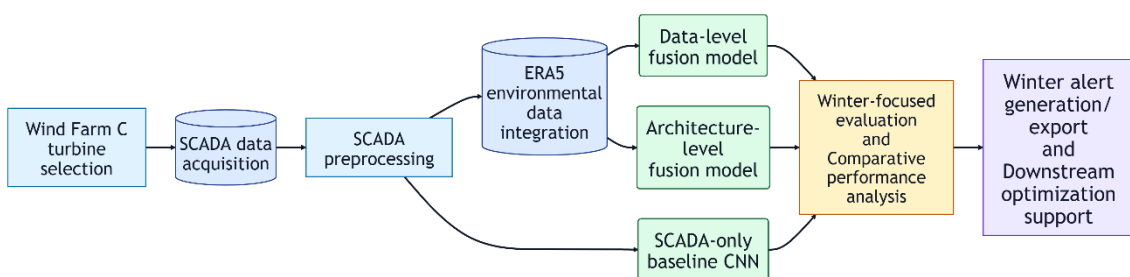 Wind Farm C
turbine
selection
SCADA data
acquisition
SCADA
preprocessing
ERA5
environmental
data
integration
Data-level
fusion model
Architecture-
level
fusion model
SCADA-only
baseline CNN
Winter-focused
evaluation
and
Comparative
performance
analysis
Winter alert
generation/
export
and
Downstream
optimization
support